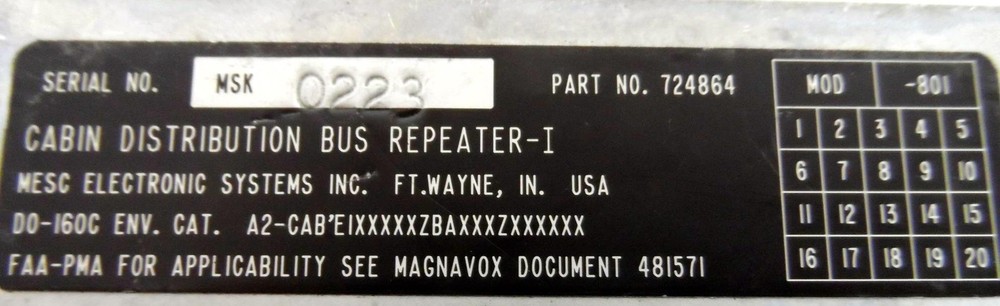 SERIAL NO. MSK 0223 PART NO. 724864 MOD -801
CABIN DISTRIBUTION BUS REPEATER-I
MESC ELECTRONIC SYSTEMS INC. FT.WAYNE, IN. USA
DO-160C ENV. CAT. A2-CAB'E1XXXXXZBAXXXZXXXXXX
FAA-PMA FOR APPLICABILITY SEE MAGNAVOX DOCUMENT 481571
1 2 3 4 5
6 7 8 9 10
11 12 13 14 15
16 17 18 19 20